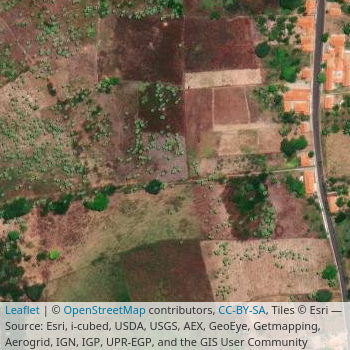 Leaflet | © OpenStreetMap contributors, CC-BY-SA, Tiles © Esri —
Source: Esri, i-cubed, USDA, USGS, AEX, GeoEye, Getmapping,
Aerogrid, IGN, IGP, UPR-EGP, and the GIS User Community